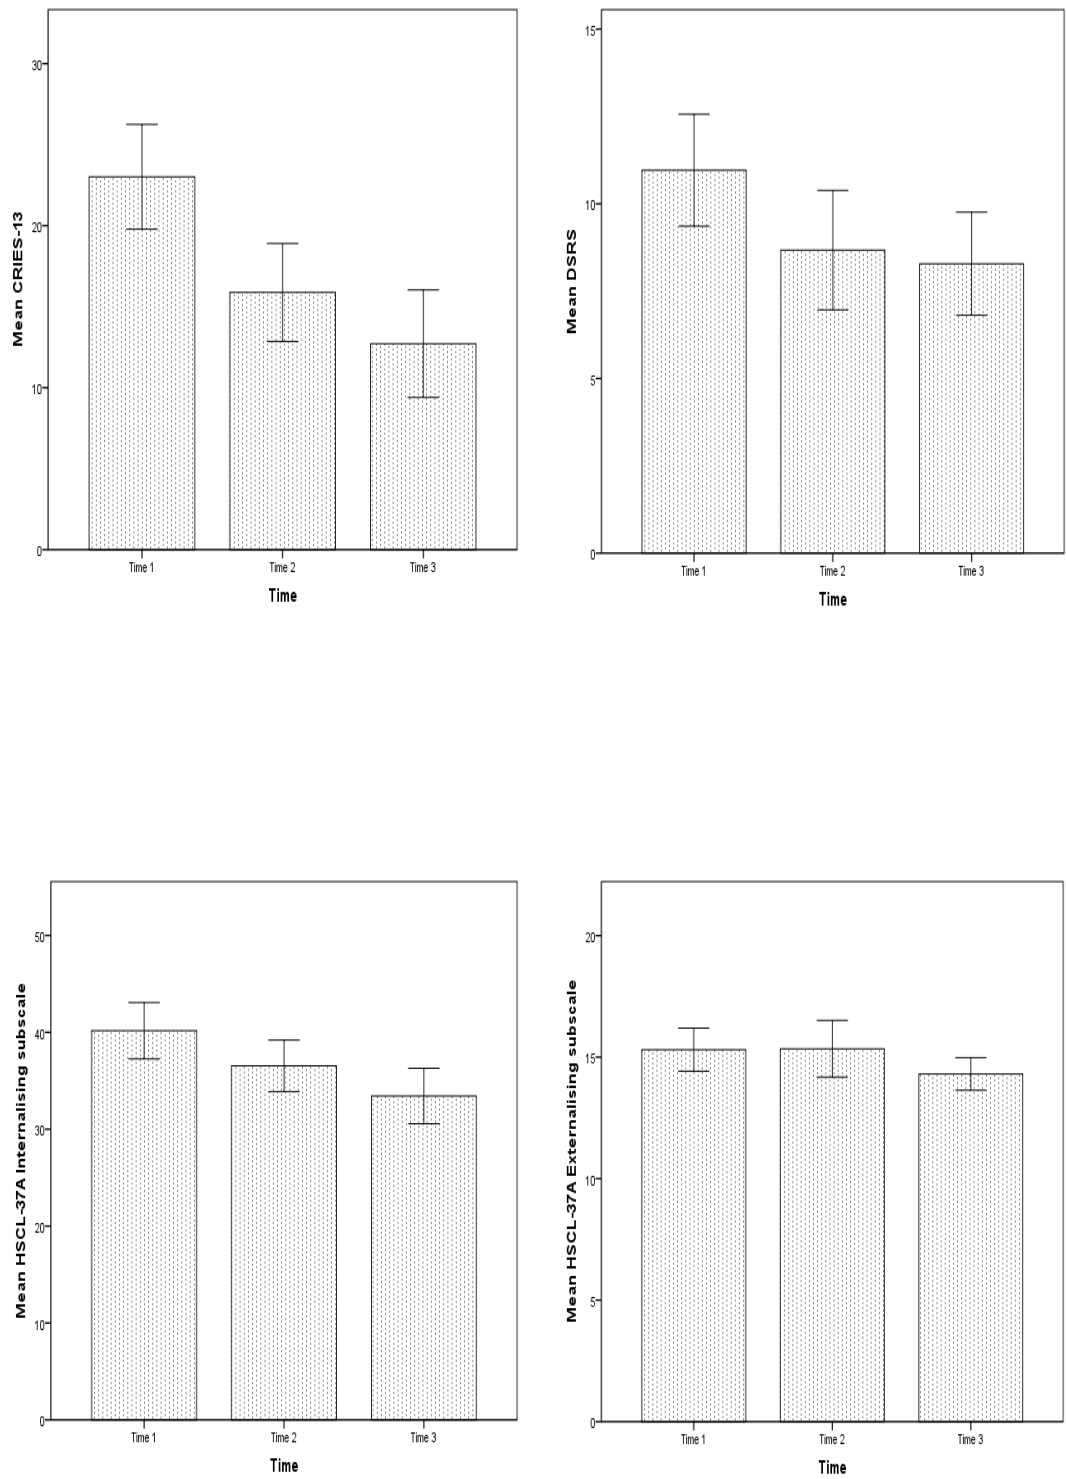 Mean CRIES-13
30
20
10
0
Time 1 Time 2 Time 3
Time
Mean DSRS
15
10
5
0
Time 1 Time 2 Time 3
Time
Mean HSCL-37A Internalising subscale
50
40
30
20
10
0
Time 1 Time 2 Time 3
Time
Mean HSCL-37A Externalising subscale
20
15
10
5
0
Time 1 Time 2 Time 3
Time